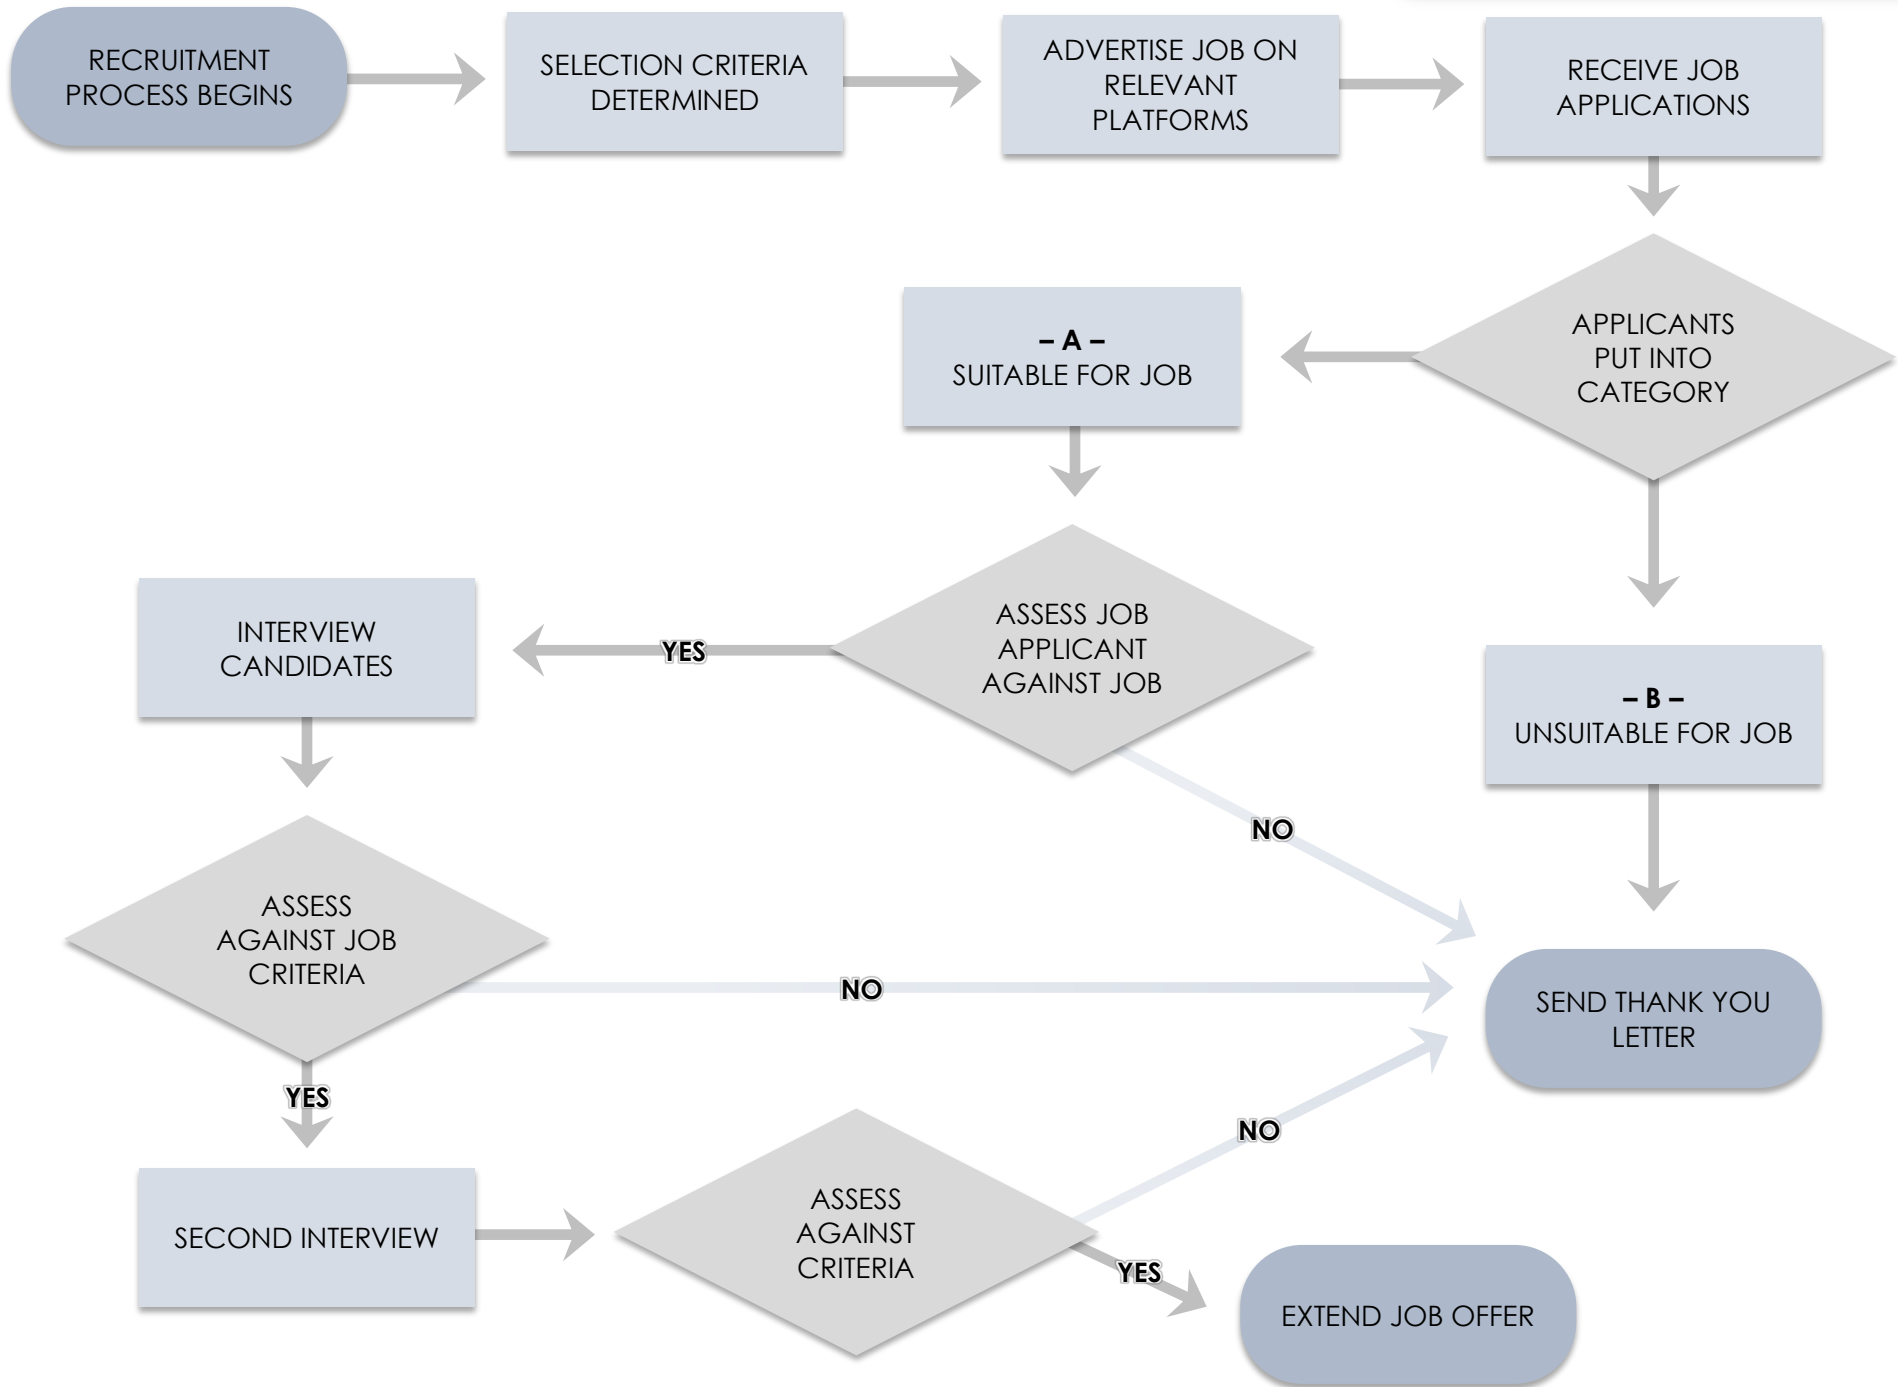 RECRUITMENT
PROCESS BEGINS
SELECTION CRITERIA
DETERMINED
ADVERTISE JOB ON
RELEVANT
PLATFORMS
RECEIVE JOB
APPLICATIONS
APPLICANTS
PUT INTO
CATEGORY
– A –
SUITABLE FOR JOB
ASSESS JOB
APPLICANT
AGAINST JOB
YES
INTERVIEW
CANDIDATES
– B –
UNSUITABLE FOR JOB
NO
ASSESS
AGAINST JOB
CRITERIA
NO
SEND THANK YOU
LETTER
YES
NO
SECOND INTERVIEW
ASSESS
AGAINST
CRITERIA
YES
EXTEND JOB OFFER